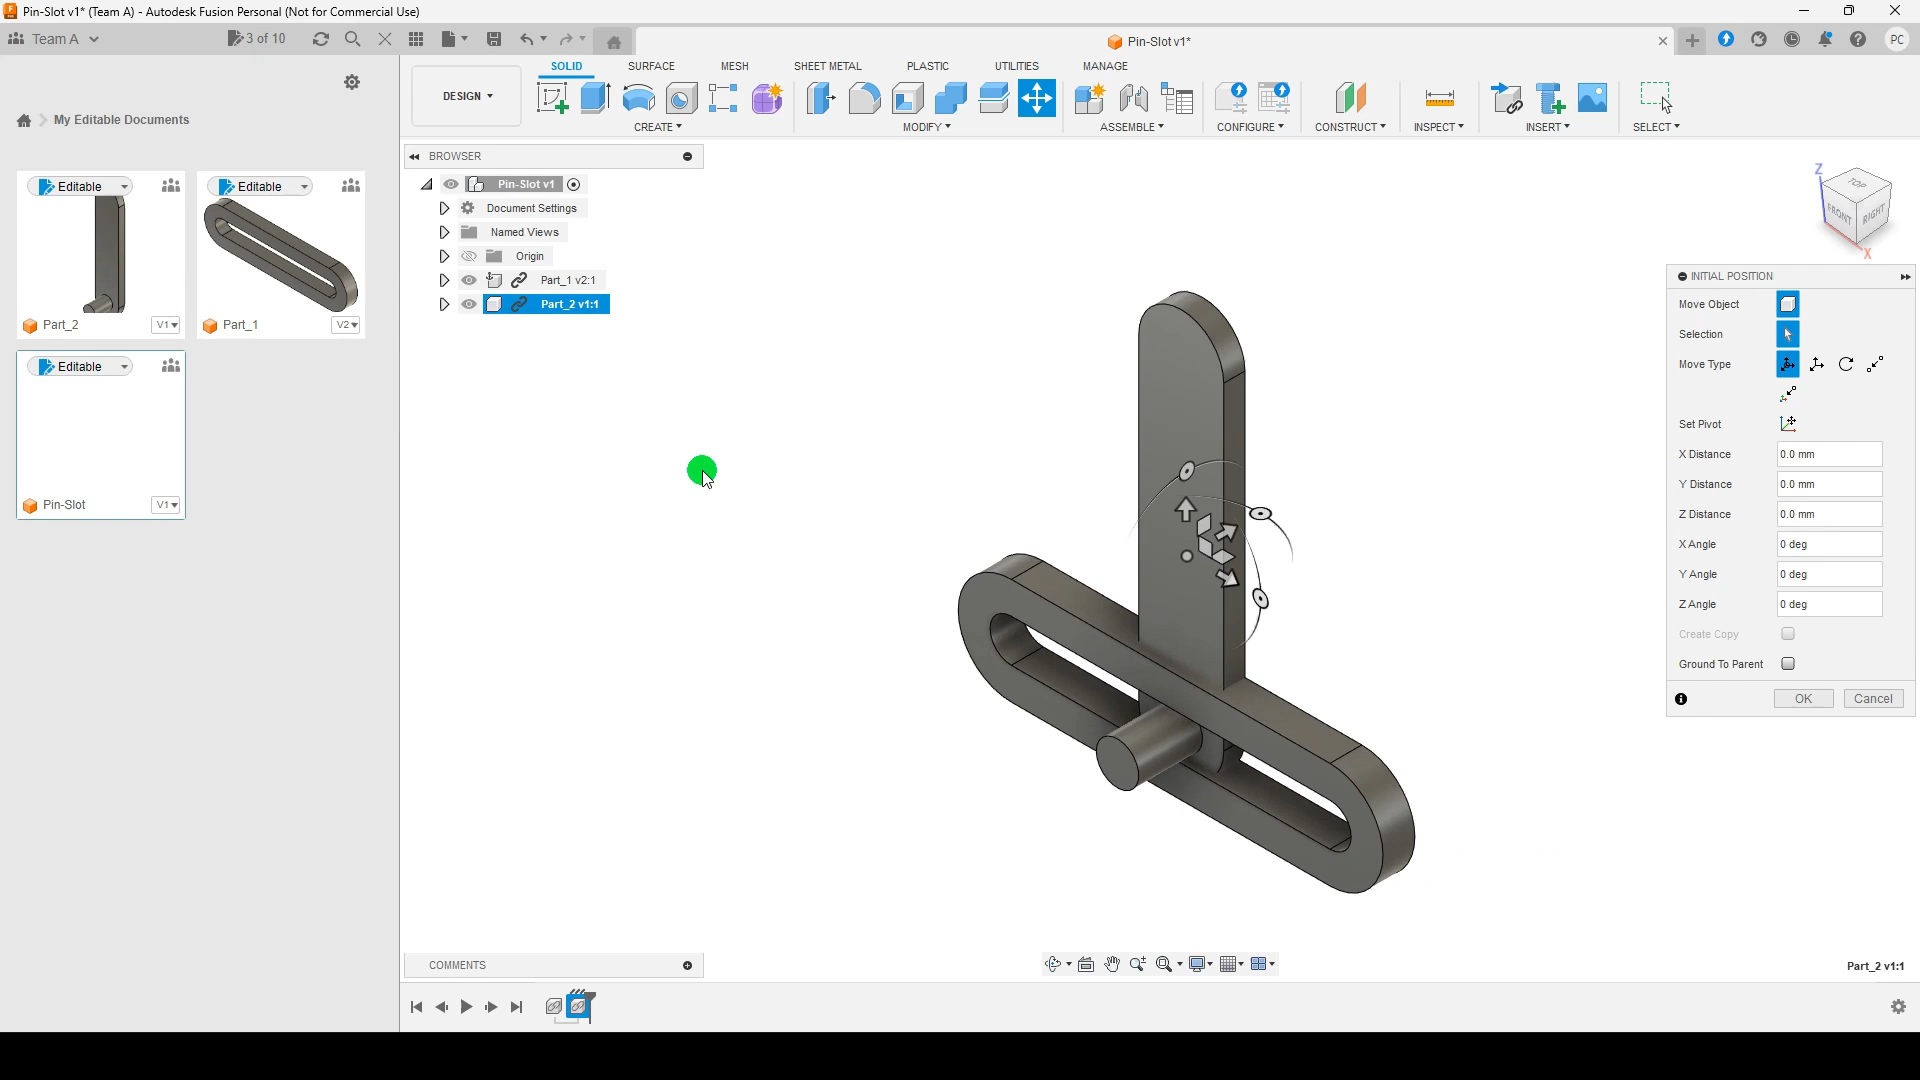 Pin-Slot v1* (Team A) - Autodesk Fusion Personal (Not for Commercial Use)
Team A
3 of 10
Pin-Slot v1*
PC
My Editable Documents
Editable
Part_2
V1
Editable
Part_1
V2
Editable
Pin-Slot
V1
DESIGN
SOLID
SURFACE
MESH
SHEET METAL
PLASTIC
UTILITIES
MANAGE
CREATE
MODIFY
ASSEMBLE
CONFIGURE
CONSTRUCT
INSPECT
INSERT
SELECT
BROWSER
Pin-Slot v1
Document Settings
Named Views
Origin
Part_1 v2:1
Part_2 v1:1
Z
TOP
FRONT
RIGHT
X
INITIAL POSITION
Move Object
Selection
Move Type
Set Pivot
X Distance
0.0 mm
Y Distance
0.0 mm
Z Distance
0.0 mm
X Angle
0 deg
Y Angle
0 deg
Z Angle
0 deg
Create Copy
Ground To Parent
OK
Cancel
COMMENTS
Part_2 v1:1